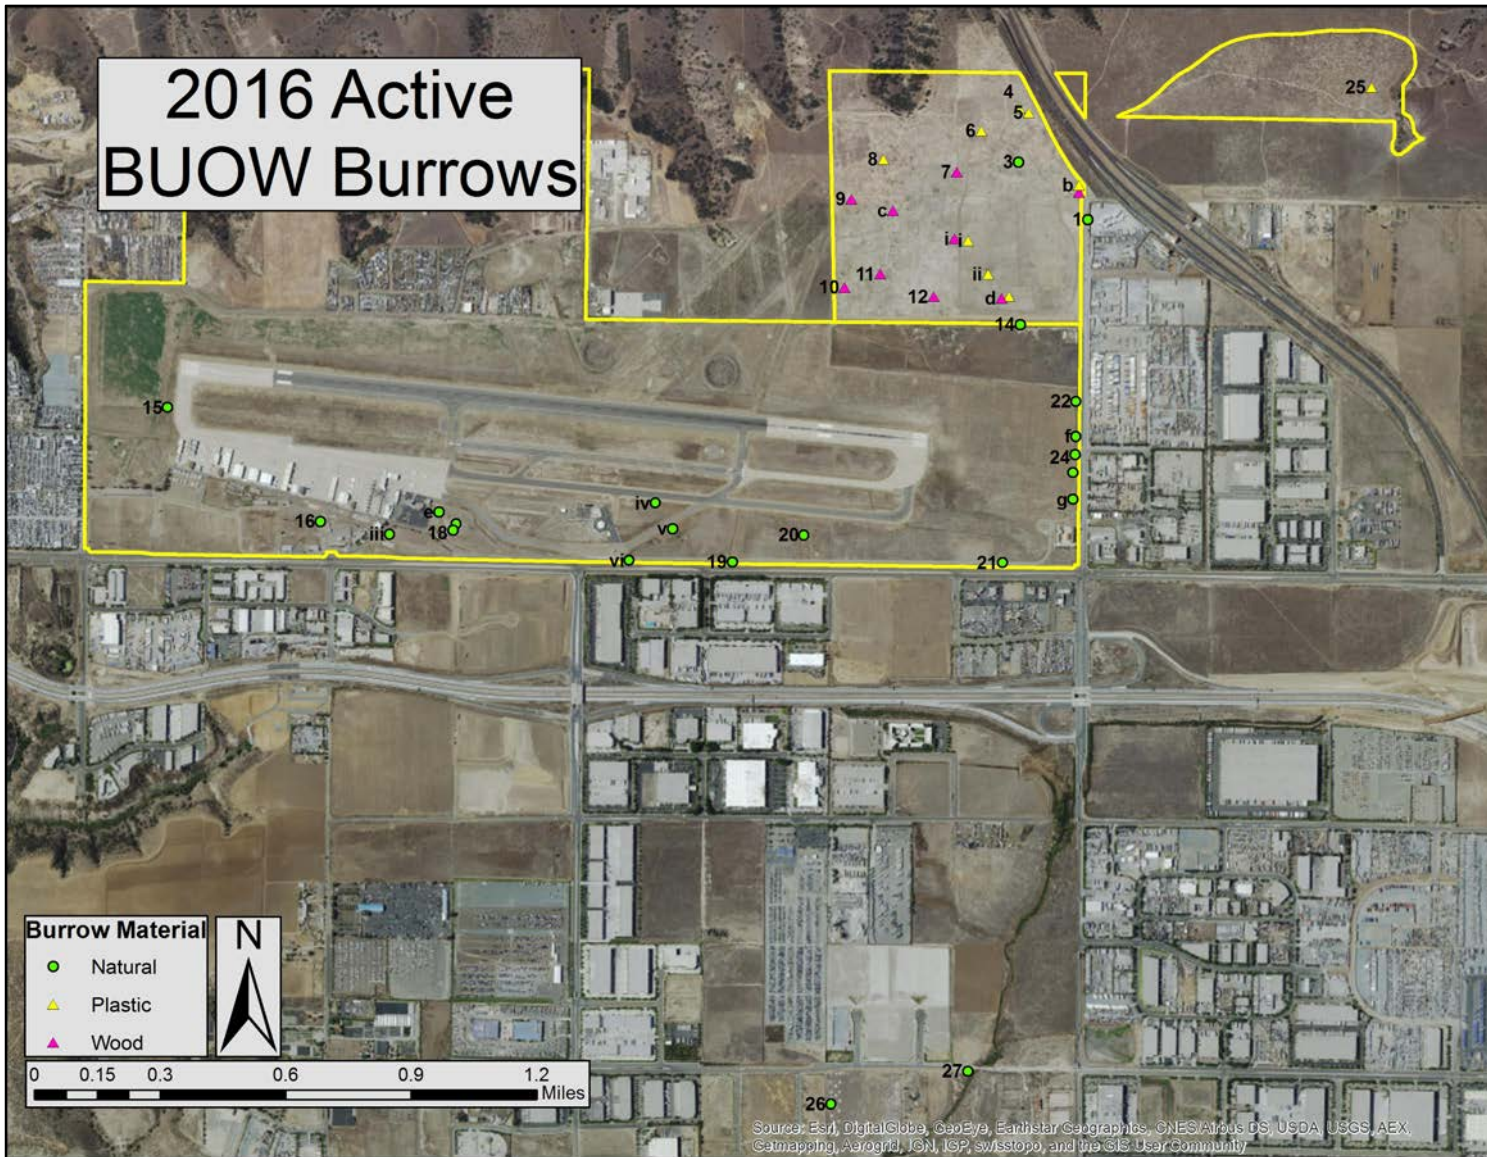 2016 Active
BUOW Burrows
25
4
5
6
3
8
7
b
9
c
1
i
i
ii
11
10
12
d
14
15
22
f
24
g
iv
e
16
18
iii
v
20
vi
19
21
Burrow Material
Natural
Plastic
Wood
N
0 0.15 0.3 0.6 0.9 1.2
Miles
27
26
Source: Esri, DigitalGlobe, GeoEye, Earthstar Geographics, CNES/Airbus DS, USDA, USGS, AEX,
Getmapping, Aerogrid, IGN, IGP, swisstopo, and the GIS User Community